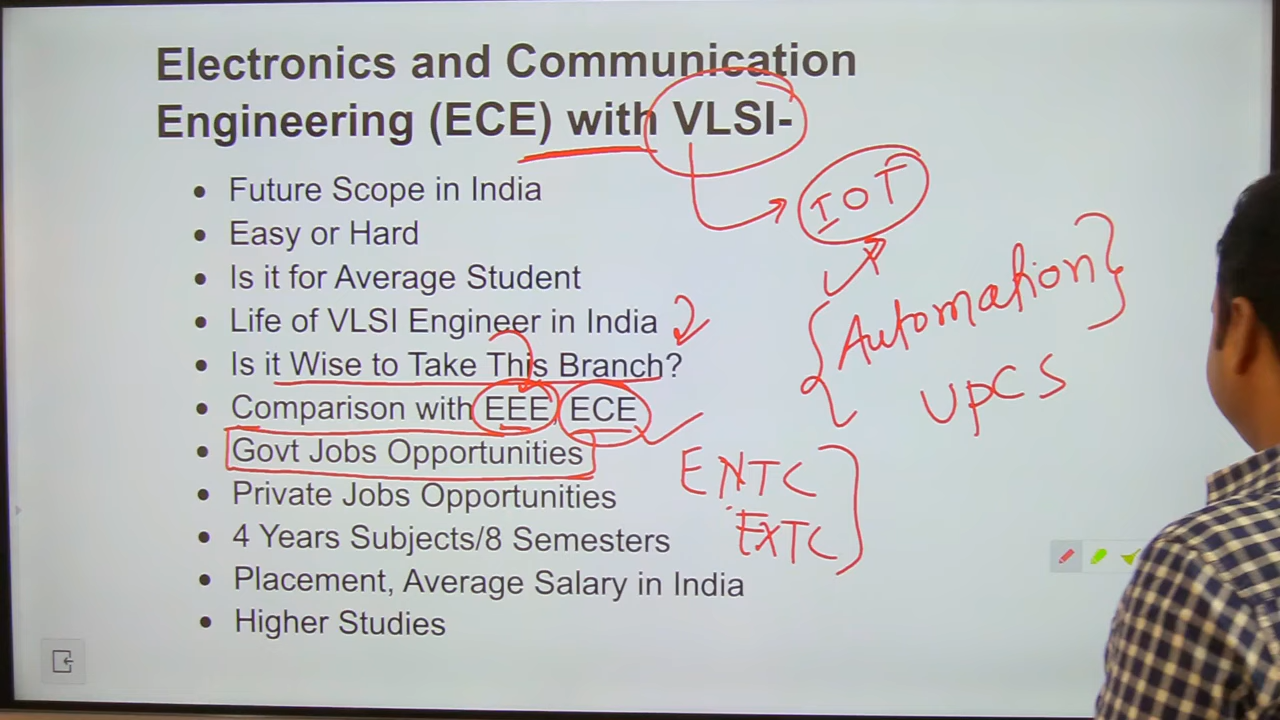 Electronics and Communication
Engineering (ECE) with VLSI-
• Future Scope in India
• Easy or Hard
• Is it for Average Student
• Life of VLSI Engineer in India
• Is it Wise to Take This Branch?
• Comparison with EEE, ECE
• Govt Jobs Opportunities
• Private Jobs Opportunities
• 4 Years Subjects/8 Semesters
• Placement, Average Salary in India
• Higher Studies
IOT
Automation
UPCS
ENTC
EXTC